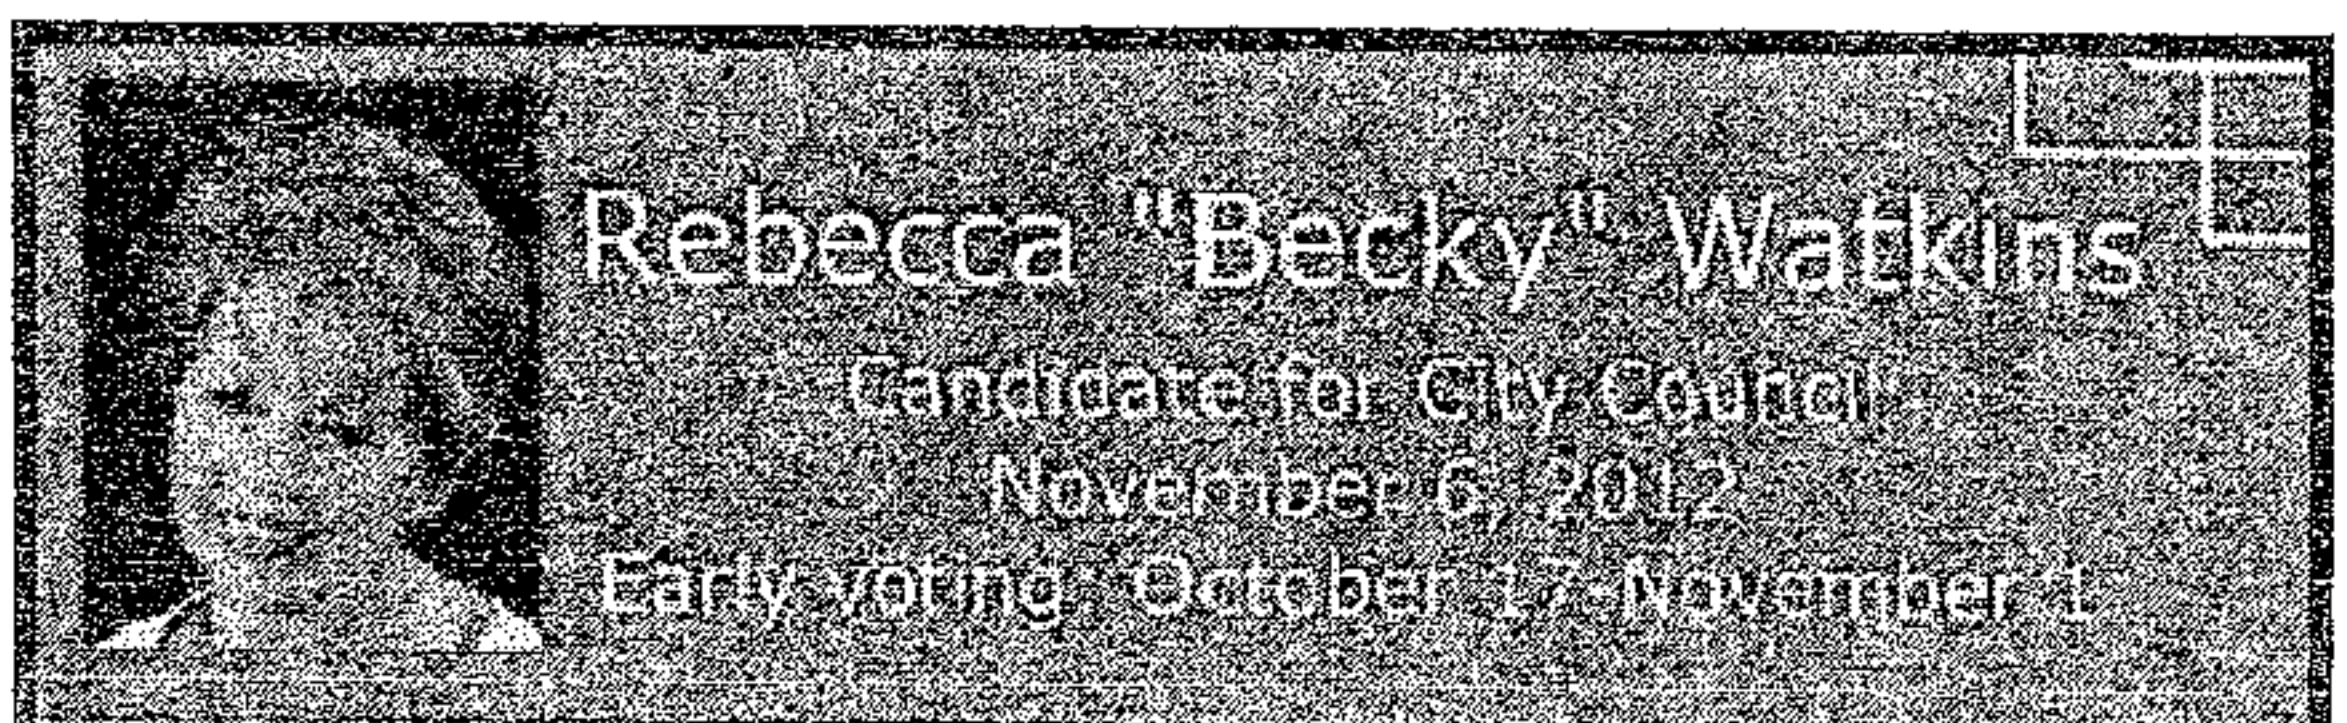 Rebecca "Becky" Watkins
Candidate for City Council
November 6, 2012
Early voting October 17 November 1